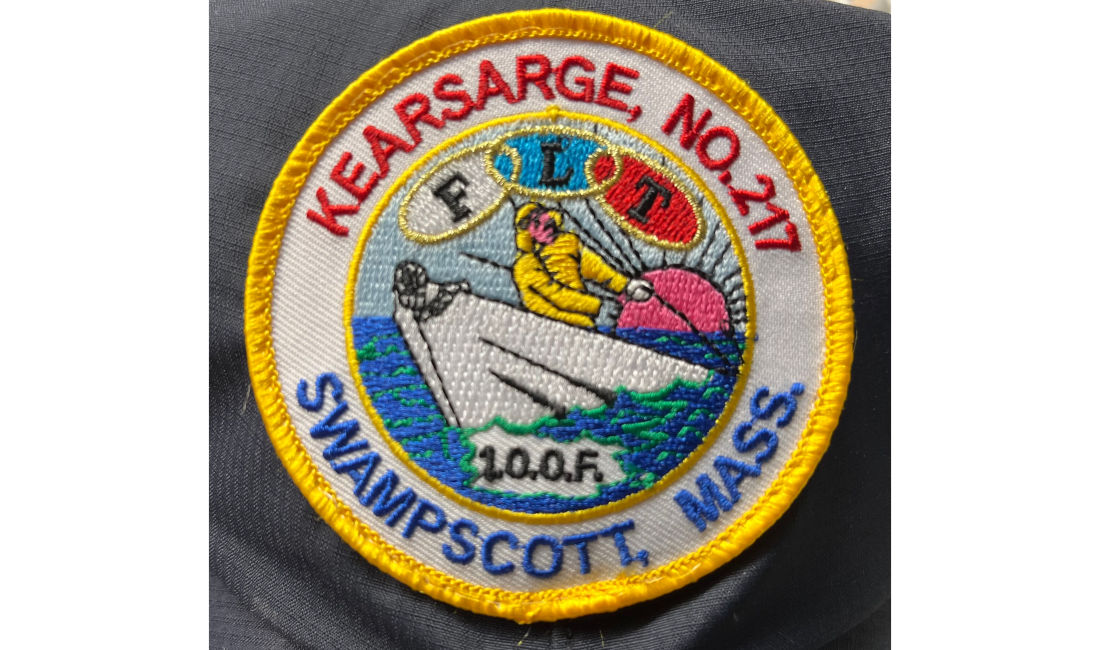 KEARSARGE, NO. 217
F L T
I.O.O.F.
SWAMPSCOTT, MASS.